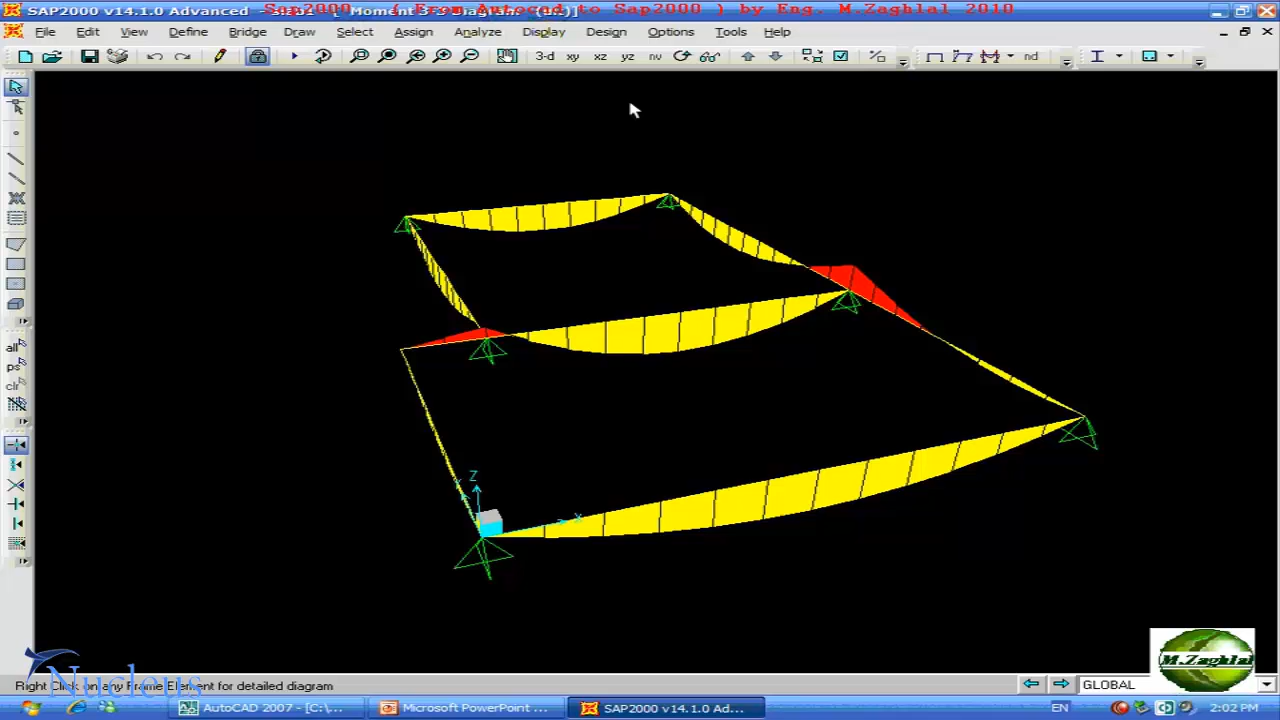 SAP2000 v14.1.0 Advanced
Sap2000 ( From Autocad to Sap2000 ) by Eng. M.Zaghlal 2010
File Edit View Define Bridge Draw Select Assign Analyze Display Design Options Tools Help
3-d xy xz yz nv nd
all
ps
clr
Z
Y
X
M.Zaghlal
Nucleus
Right Click on any Frame Element for detailed diagram
GLOBAL
AutoCAD 2007 - [C:\...
Microsoft PowerPoint ...
SAP2000 v14.1.0 Ad...
EN
2:02 PM